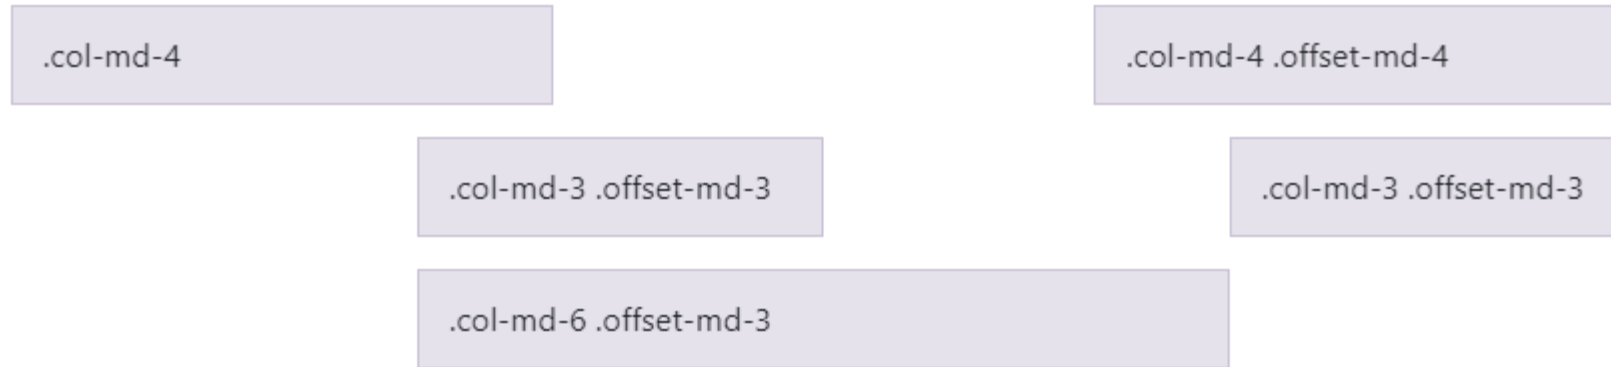 .col-md-4
.col-md-4 .offset-md-4
.col-md-3 .offset-md-3
.col-md-3 .offset-md-3
.col-md-6 .offset-md-3